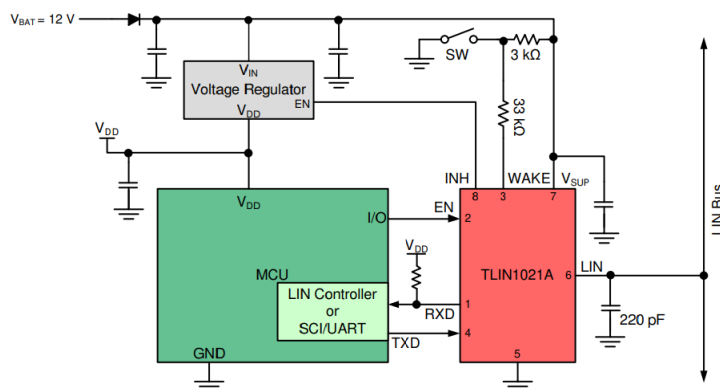 V_BAT = 12 V
SW
3 kΩ
V_IN
Voltage Regulator
EN
V_DD
33 kΩ
V_DD
INH
WAKE
V_SUP
8
3
7
V_DD
I/O
EN
2
V_DD
MCU
TLIN1021A
6
LIN
LIN Bus
LIN Controller
or
SCI/UART
1
RXD
4
TXD
220 pF
GND
5